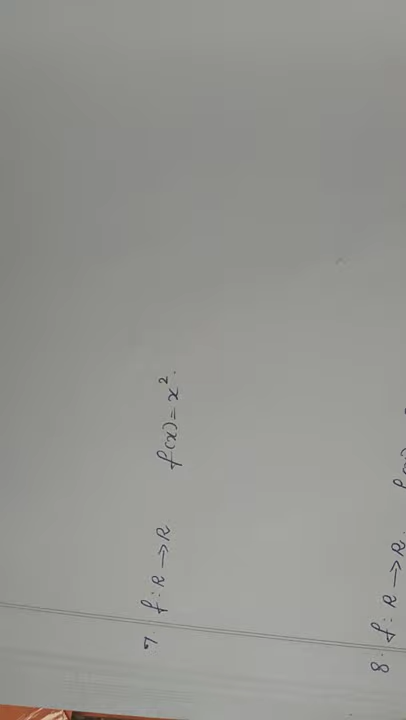 7. f : R → R f(x) = x².
8. f : R → R.